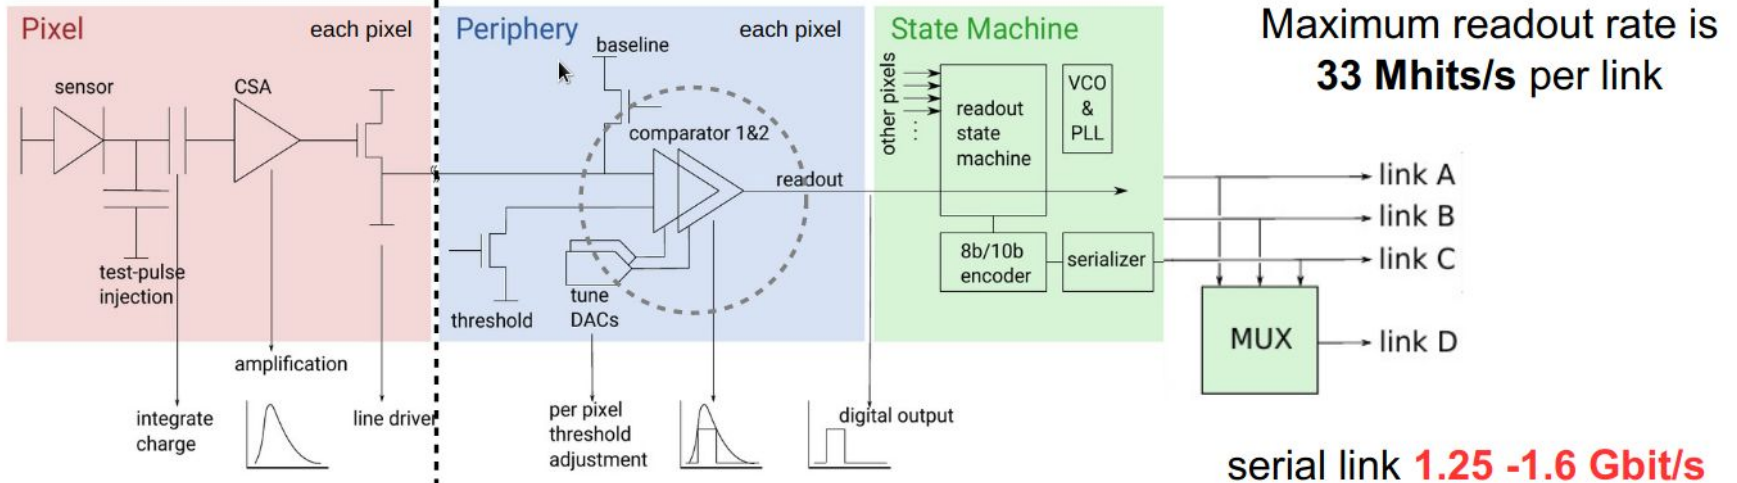 Pixel
each pixel
sensor
CSA
test-pulse
injection
amplification
integrate
charge
line driver
Periphery
each pixel
baseline
comparator 1&2
readout
threshold
tune
DACs
per pixel
threshold
adjustment
digital output
State Machine
other pixels
...
readout
state
machine
VCO
&
PLL
8b/10b
encoder
serializer
link A
link B
link C
MUX
link D
Maximum readout rate is
33 Mhits/s per link
serial link 1.25 -1.6 Gbit/s